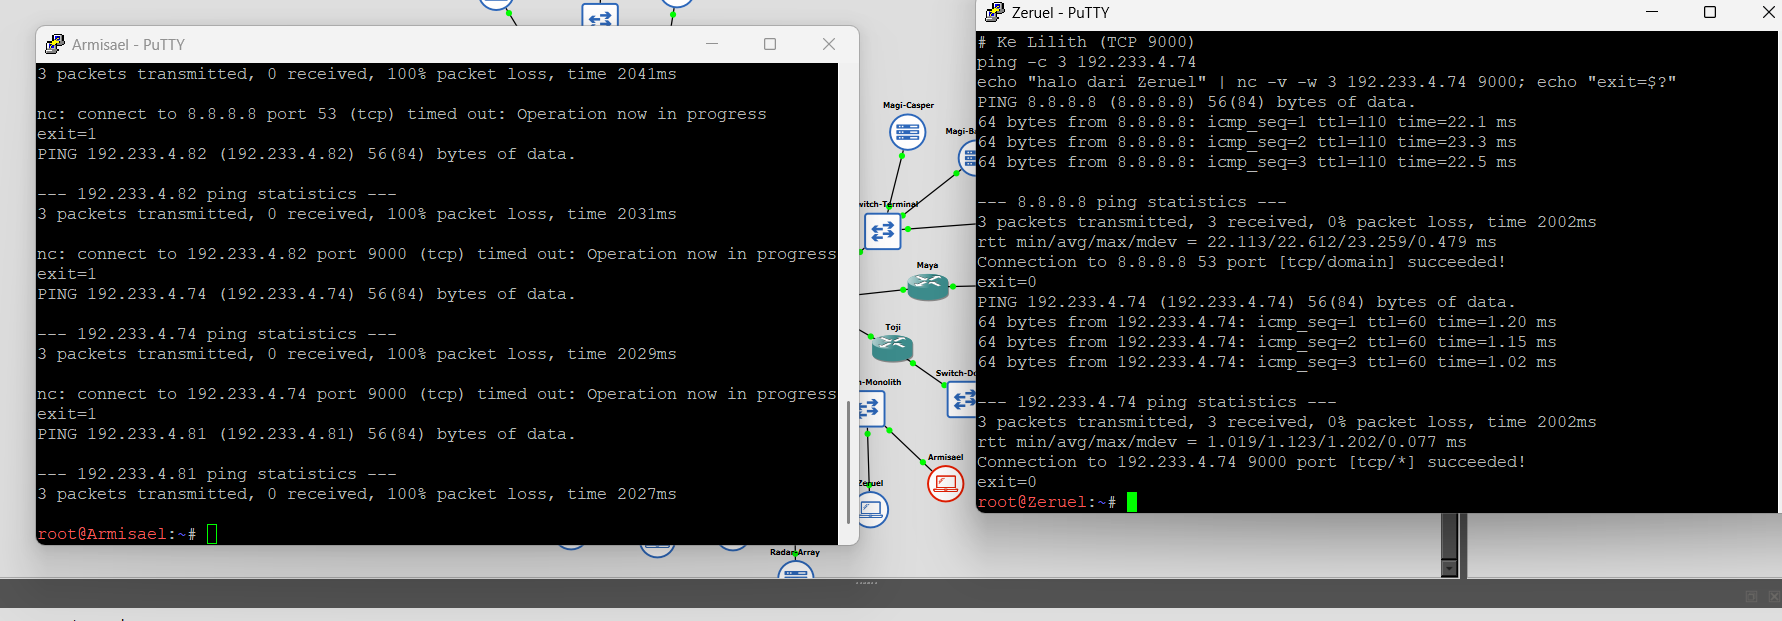 Armisael - PuTTY
3 packets transmitted, 0 received, 100% packet loss, time 2041ms
nc: connect to 8.8.8.8 port 53 (tcp) timed out: Operation now in progress
exit=1
PING 192.233.4.82 (192.233.4.82) 56(84) bytes of data.
--- 192.233.4.82 ping statistics ---
3 packets transmitted, 0 received, 100% packet loss, time 2031ms
nc: connect to 192.233.4.82 port 9000 (tcp) timed out: Operation now in progress
exit=1
PING 192.233.4.74 (192.233.4.74) 56(84) bytes of data.
--- 192.233.4.74 ping statistics ---
3 packets transmitted, 0 received, 100% packet loss, time 2029ms
nc: connect to 192.233.4.74 port 9000 (tcp) timed out: Operation now in progress
exit=1
PING 192.233.4.81 (192.233.4.81) 56(84) bytes of data.
--- 192.233.4.81 ping statistics ---
3 packets transmitted, 0 received, 100% packet loss, time 2027ms
root@Armisael:~#
Magi-Casper
Magi-Ba
witch-Terminal
Maya
Toji
Switch-Do
n-Monolith
Armisael
Zeruel
Radar-Array
Zeruel - PuTTY
# Ke Lilith (TCP 9000)
ping -c 3 192.233.4.74
echo "halo dari Zeruel" | nc -v -w 3 192.233.4.74 9000; echo "exit=$?"
PING 8.8.8.8 (8.8.8.8) 56(84) bytes of data.
64 bytes from 8.8.8.8: icmp_seq=1 ttl=110 time=22.1 ms
64 bytes from 8.8.8.8: icmp_seq=2 ttl=110 time=23.3 ms
64 bytes from 8.8.8.8: icmp_seq=3 ttl=110 time=22.5 ms
--- 8.8.8.8 ping statistics ---
3 packets transmitted, 3 received, 0% packet loss, time 2002ms
rtt min/avg/max/mdev = 22.113/22.612/23.259/0.479 ms
Connection to 8.8.8.8 53 port [tcp/domain] succeeded!
exit=0
PING 192.233.4.74 (192.233.4.74) 56(84) bytes of data.
64 bytes from 192.233.4.74: icmp_seq=1 ttl=60 time=1.20 ms
64 bytes from 192.233.4.74: icmp_seq=2 ttl=60 time=1.15 ms
64 bytes from 192.233.4.74: icmp_seq=3 ttl=60 time=1.02 ms
--- 192.233.4.74 ping statistics ---
3 packets transmitted, 3 received, 0% packet loss, time 2002ms
rtt min/avg/max/mdev = 1.019/1.123/1.202/0.077 ms
Connection to 192.233.4.74 9000 port [tcp/*] succeeded!
exit=0
root@Zeruel:~#